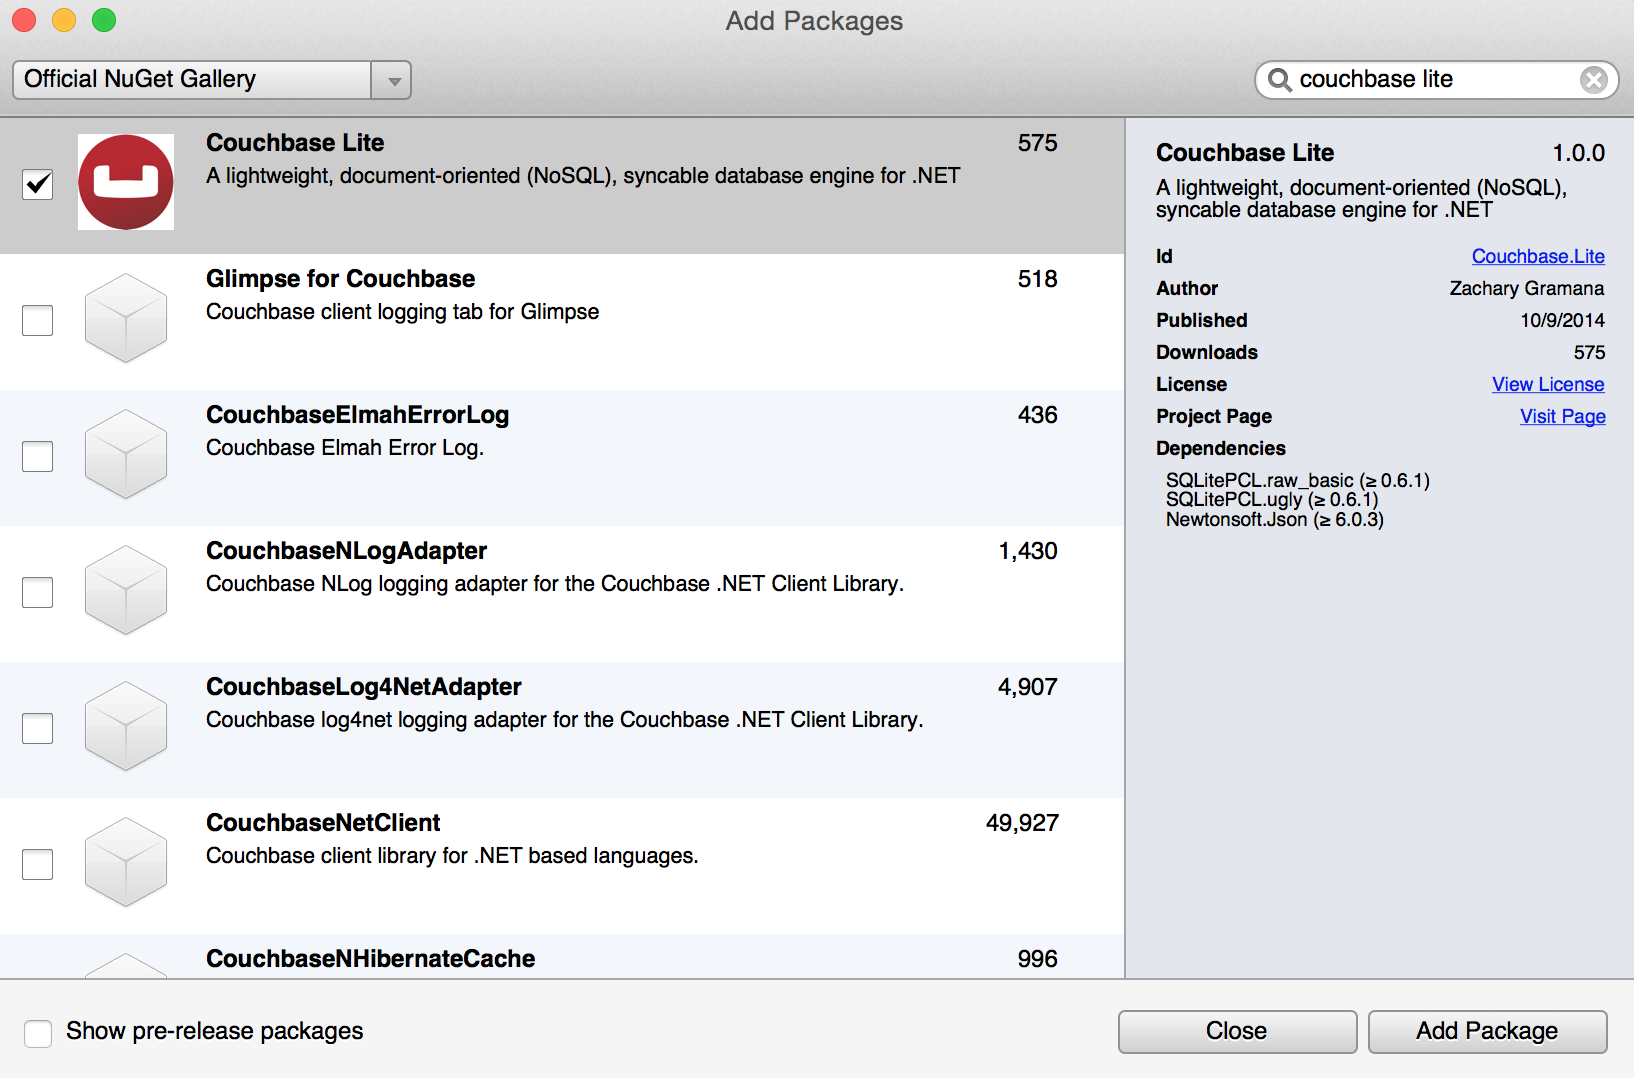 Add Packages
Official NuGet Gallery
couchbase lite
Couchbase Lite 575
A lightweight, document-oriented (NoSQL), syncable database engine for .NET
Glimpse for Couchbase 518
Couchbase client logging tab for Glimpse
CouchbaseElmahErrorLog 436
Couchbase Elmah Error Log.
CouchbaseNLogAdapter 1,430
Couchbase NLog logging adapter for the Couchbase .NET Client Library.
CouchbaseLog4NetAdapter 4,907
Couchbase log4net logging adapter for the Couchbase .NET Client Library.
CouchbaseNetClient 49,927
Couchbase client library for .NET based languages.
CouchbaseNHibernateCache 996
Couchbase Lite 1.0.0
A lightweight, document-oriented (NoSQL),
syncable database engine for .NET
Id Couchbase.Lite
Author Zachary Gramana
Published 10/9/2014
Downloads 575
License View License
Project Page Visit Page
Dependencies
SQLitePCL.raw_basic (≥ 0.6.1)
SQLitePCL.ugly (≥ 0.6.1)
Newtonsoft.Json (≥ 6.0.3)
Show pre-release packages
Close
Add Package